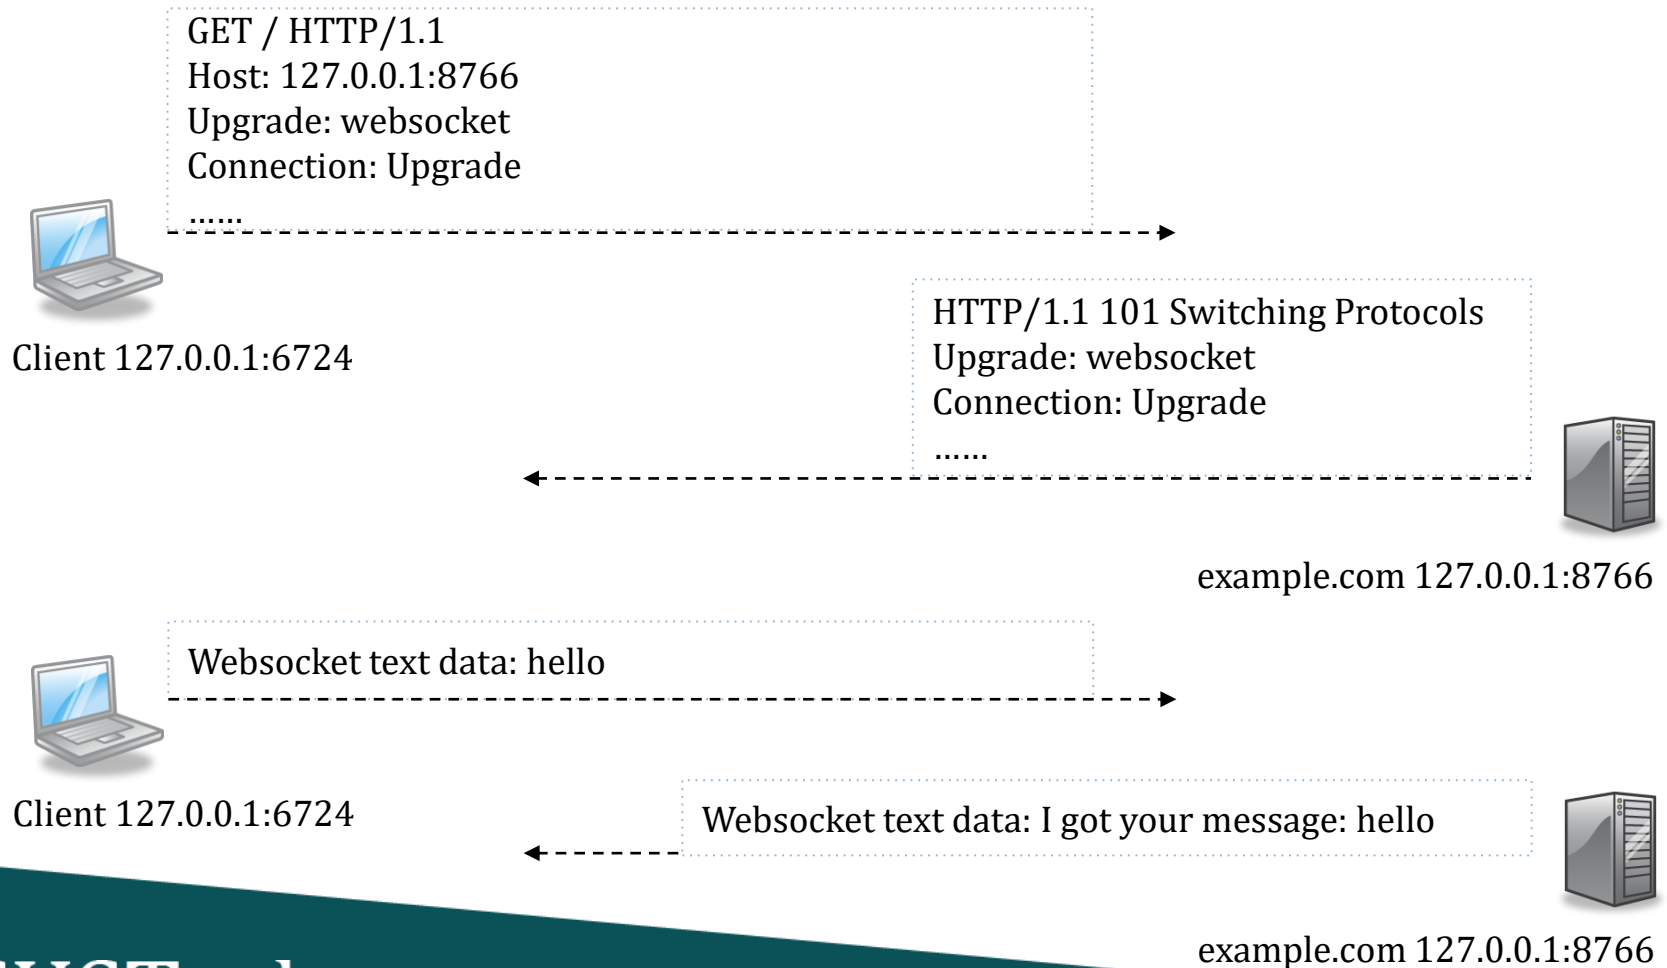 GET / HTTP/1.1
Host: 127.0.0.1:8766
Upgrade: websocket
Connection: Upgrade
……
Client 127.0.0.1:6724
HTTP/1.1 101 Switching Protocols
Upgrade: websocket
Connection: Upgrade
……
example.com 127.0.0.1:8766
Websocket text data: hello
Client 127.0.0.1:6724
Websocket text data: I got your message: hello
example.com 127.0.0.1:8766